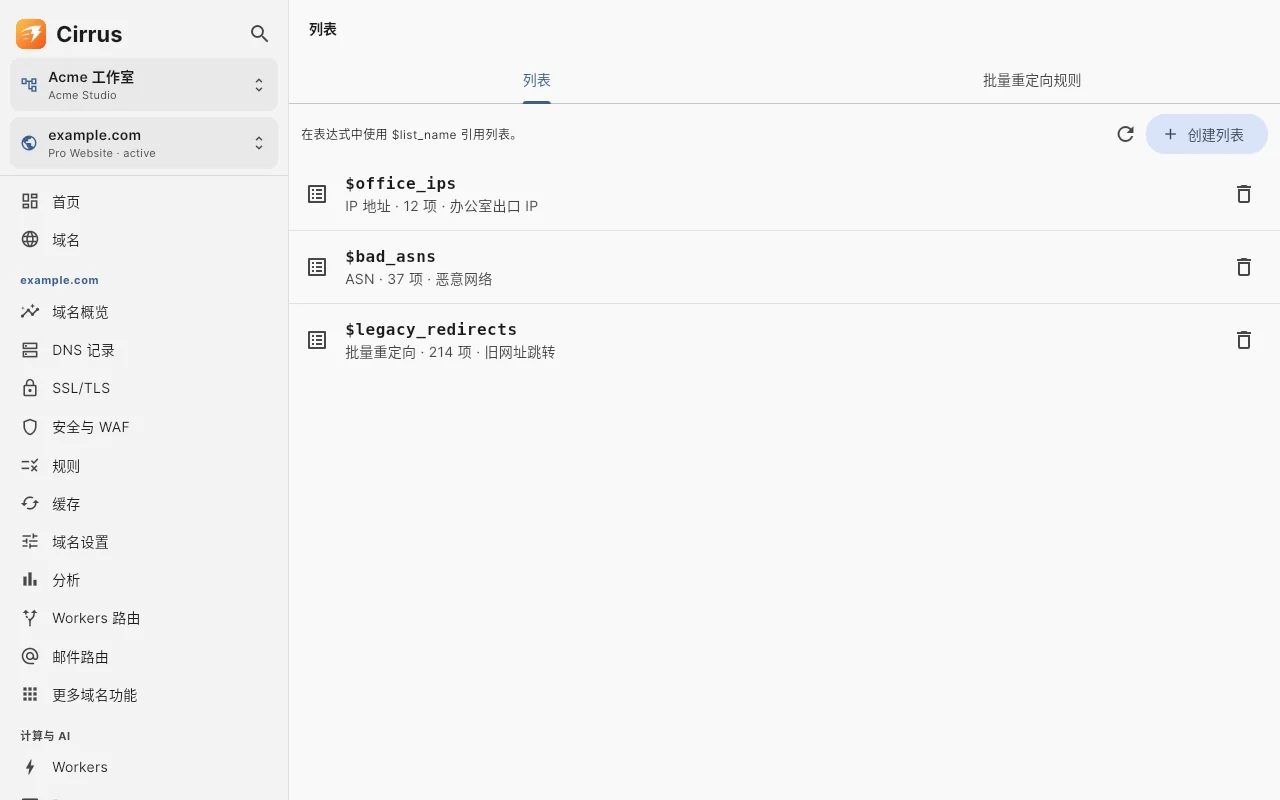 Cirrus
Acme 工作室
Acme Studio
example.com
Pro Website · active
首页
域名
example.com
域名概览
DNS 记录
SSL/TLS
安全与 WAF
规则
缓存
域名设置
分析
Workers 路由
邮件路由
更多域名功能
计算与 AI
Workers
列表
列表
批量重定向规则
在表达式中使用 $list_name 引用列表。
创建列表
$office_ips
IP 地址 · 12 项 · 办公室出口 IP
$bad_asns
ASN · 37 项 · 恶意网络
$legacy_redirects
批量重定向 · 214 项 · 旧网址跳转